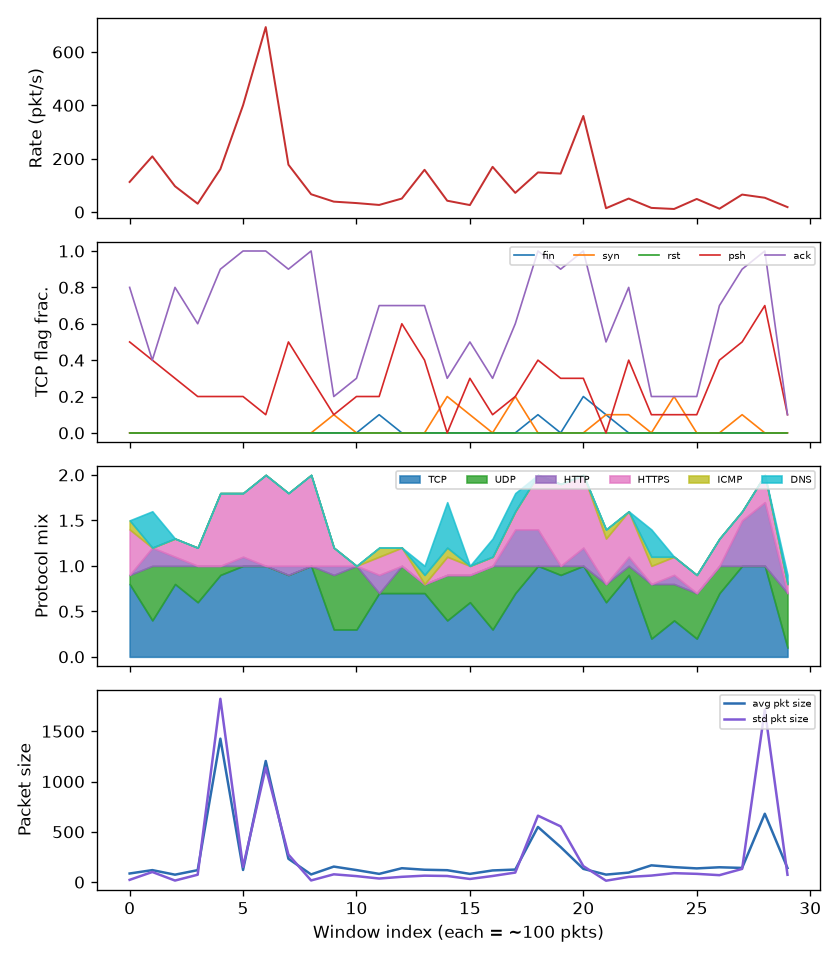 600
400
200
0
Rate (pkt/s)
1.0
0.8
0.6
0.4
0.2
0.0
TCP flag frac.
fin syn rst psh ack
2.0
1.5
1.0
0.5
0.0
Protocol mix
TCP UDP HTTP HTTPS ICMP DNS
1500
1000
500
0
Packet size
avg pkt size
std pkt size
0 5 10 15 20 25 30
Window index (each = ~100 pkts)